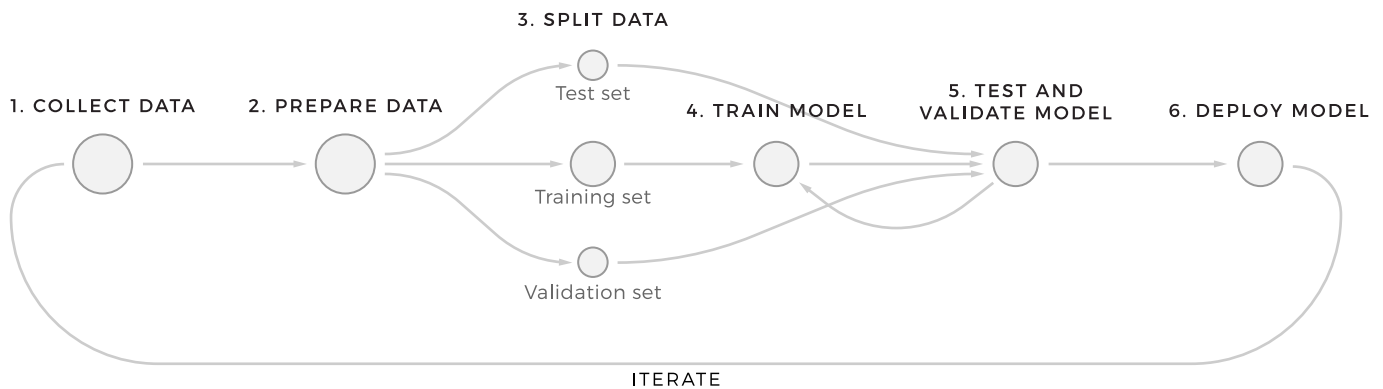 3. SPLIT DATA
Test set
1. COLLECT DATA
2. PREPARE DATA
4. TRAIN MODEL
5. TEST AND
VALIDATE MODEL
6. DEPLOY MODEL
Training set
Validation set
ITERATE